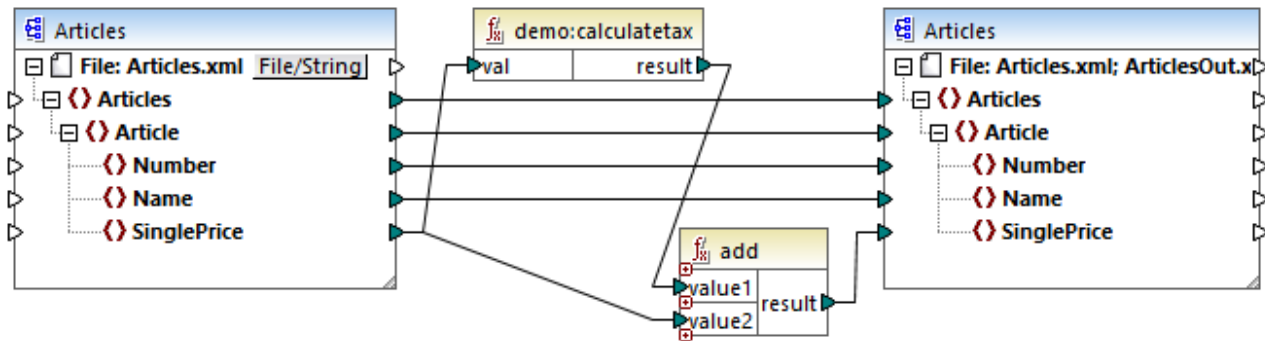 Articles
File: Articles.xml File/String
Articles
Article
Number
Name
SinglePrice
demo:calculatetax
val result
add
value1
result
value2
Articles
File: Articles.xml; ArticlesOut.x
Articles
Article
Number
Name
SinglePrice